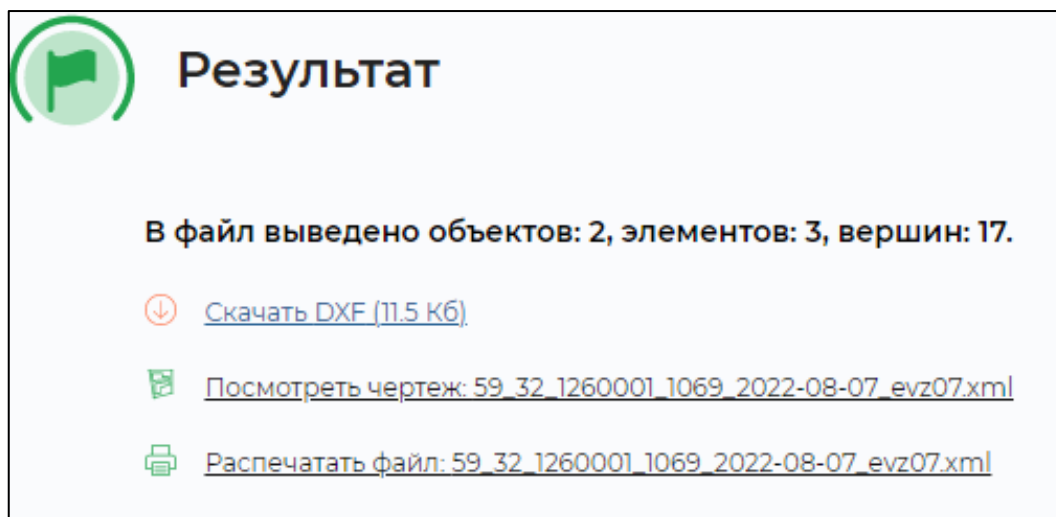 Результат
В файл выведено объектов: 2, элементов: 3, вершин: 17.
Скачать DXF (11.5 Кб)
Посмотреть чертеж: 59_32_1260001_1069_2022-08-07_evz07.xml
Распечатать файл: 59_32_1260001_1069_2022-08-07_evz07.xml